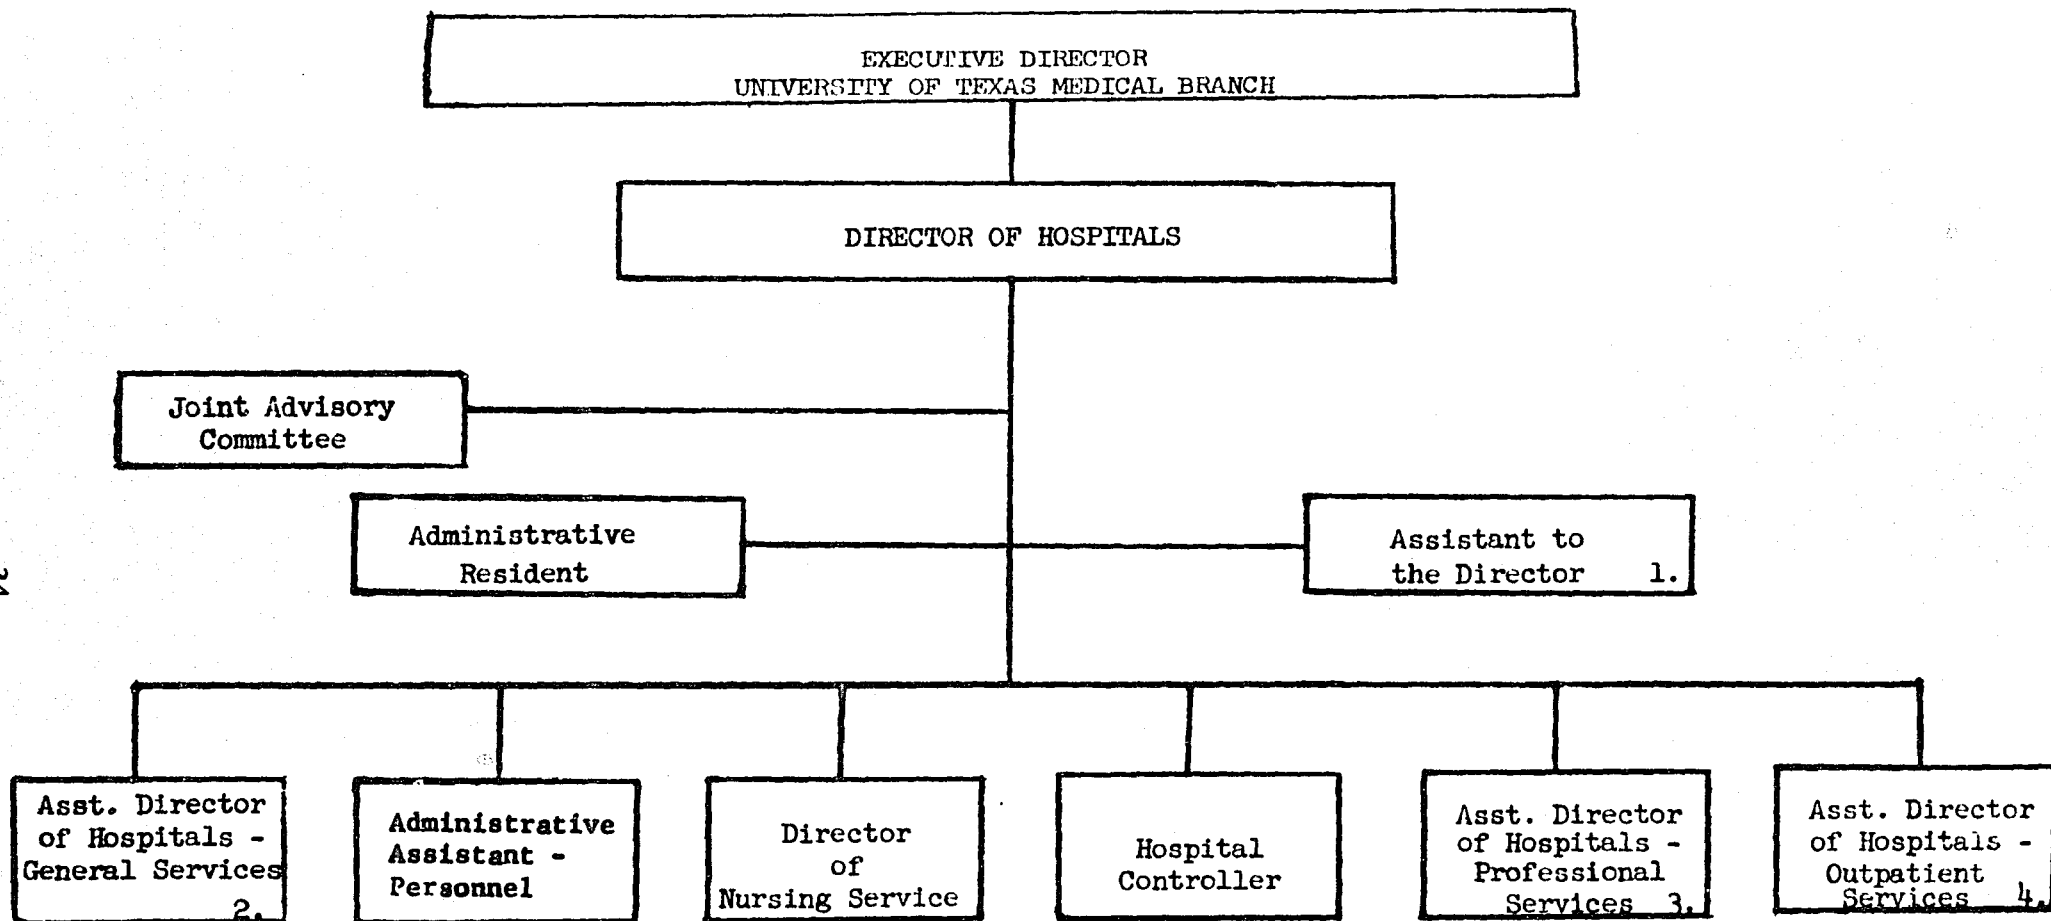 EXECUTIVE DIRECTOR
UNIVERSITY OF TEXAS MEDICAL BRANCH
DIRECTOR OF HOSPITALS
Joint Advisory
Committee
Administrative
Resident
Assistant to
the Director 1.
Asst. Director
of Hospitals -
General Services
2.
Administrative
Assistant -
Personnel
Director
of
Nursing Service
Hospital
Controller
Asst. Director
of Hospitals -
Professional
Services 3.
Asst. Director
of Hospitals -
Outpatient
Services 4.